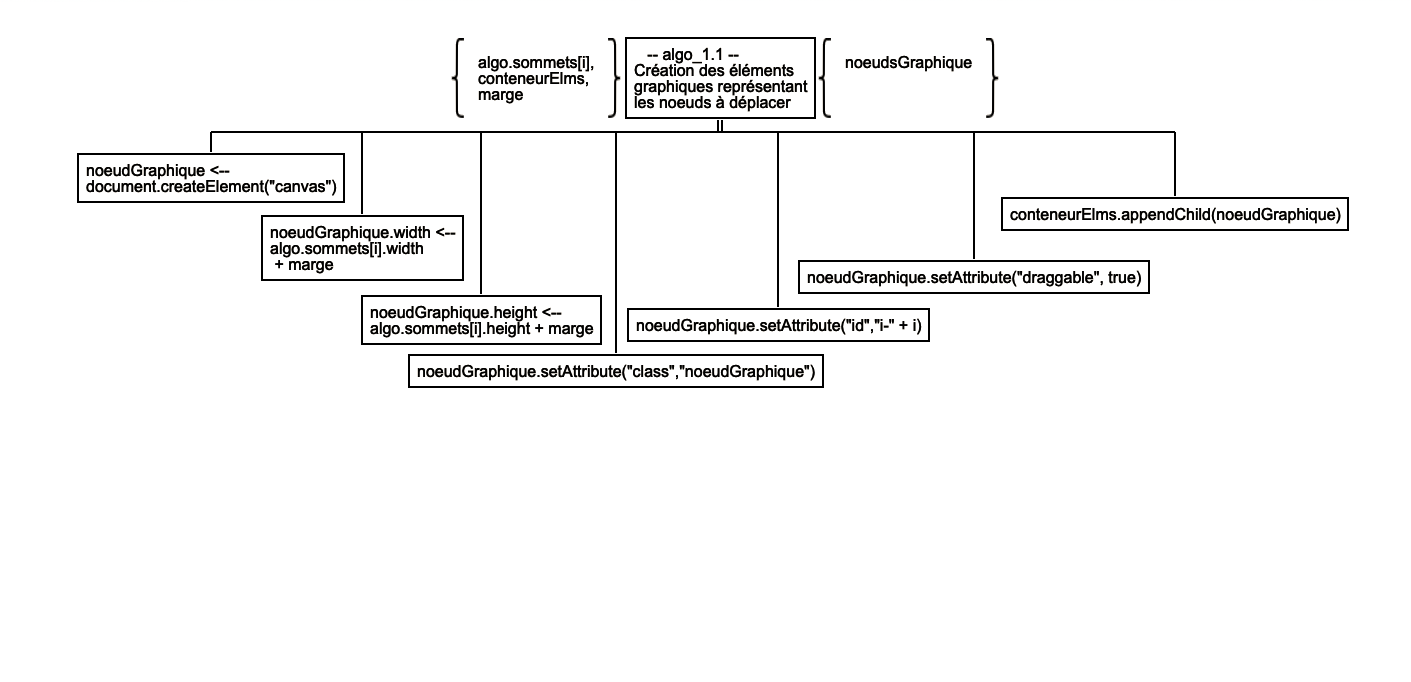 algo.sommets[i],
conteneurElms,
marge
-- algo_1.1 --
Création des éléments
graphiques représentant
les noeuds à déplacer
noeudsGraphique
noeudGraphique <--
document.createElement("canvas")
noeudGraphique.width <--
algo.sommets[i].width
+ marge
noeudGraphique.height <--
algo.sommets[i].height + marge
noeudGraphique.setAttribute("class","noeudGraphique")
noeudGraphique.setAttribute("id","i-" + i)
noeudGraphique.setAttribute("draggable", true)
conteneurElms.appendChild(noeudGraphique)